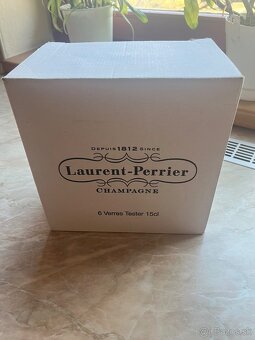 DEPUIS 1812 SINCE
Laurent-Perrier
CHAMPAGNE
6 Verres Tester 15cl